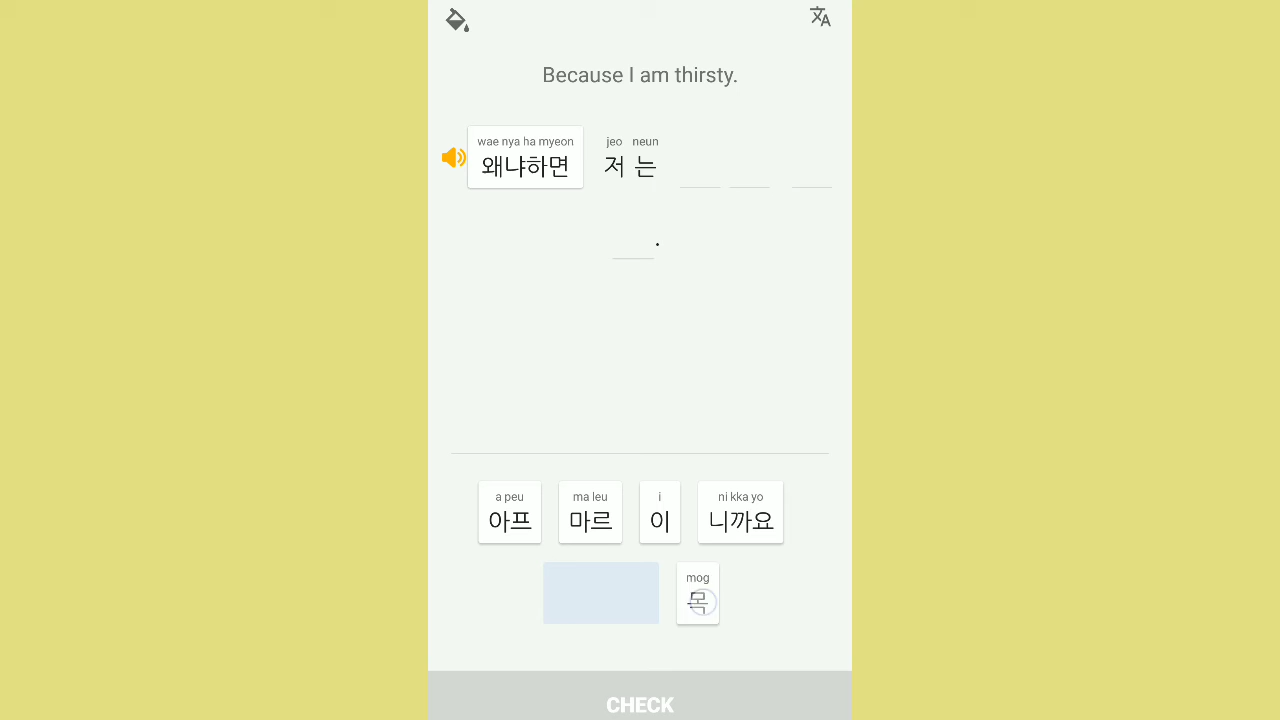 Because I am thirsty.
wae nya ha myeon jeo neun
왜냐하면 저 는
.
a peu ma leu i ni kka yo
아프 마르 이 니까요
mog
목
CHECK